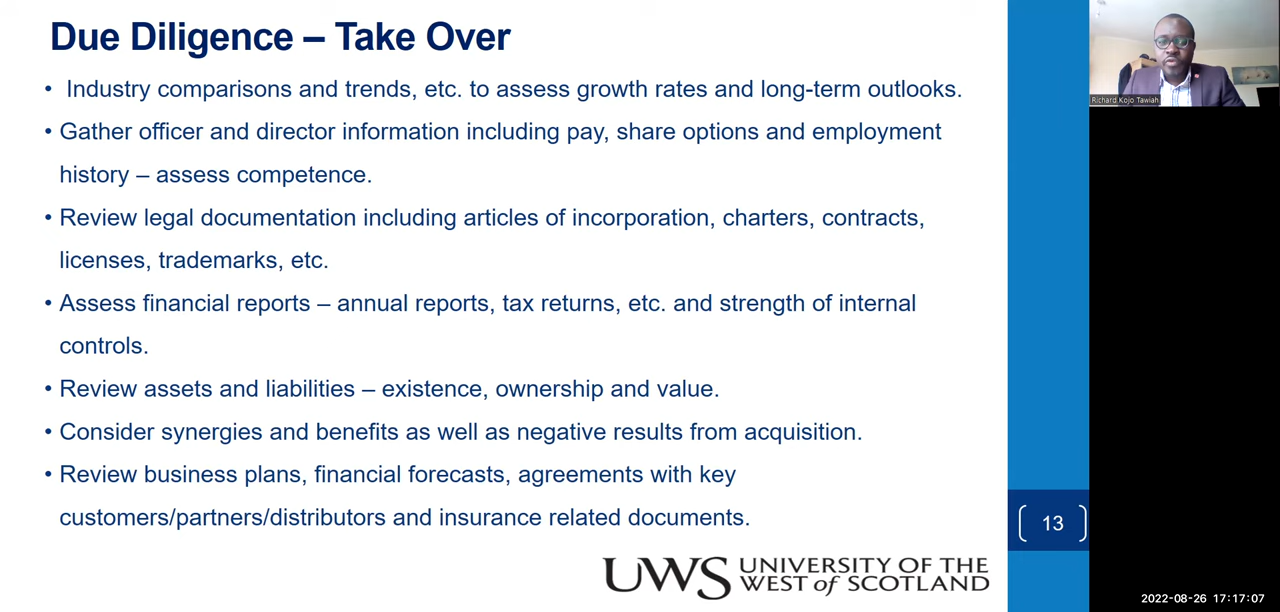 Due Diligence – Take Over
• Industry comparisons and trends, etc. to assess growth rates and long-term outlooks.
• Gather officer and director information including pay, share options and employment
history – assess competence.
• Review legal documentation including articles of incorporation, charters, contracts,
licenses, trademarks, etc.
• Assess financial reports – annual reports, tax returns, etc. and strength of internal
controls.
• Review assets and liabilities – existence, ownership and value.
• Consider synergies and benefits as well as negative results from acquisition.
• Review business plans, financial forecasts, agreements with key
customers/partners/distributors and insurance related documents.
UWS UNIVERSITY OF THE
WEST of SCOTLAND
13
Richard Kojo Tawiah
2022-08-26 17:17:07